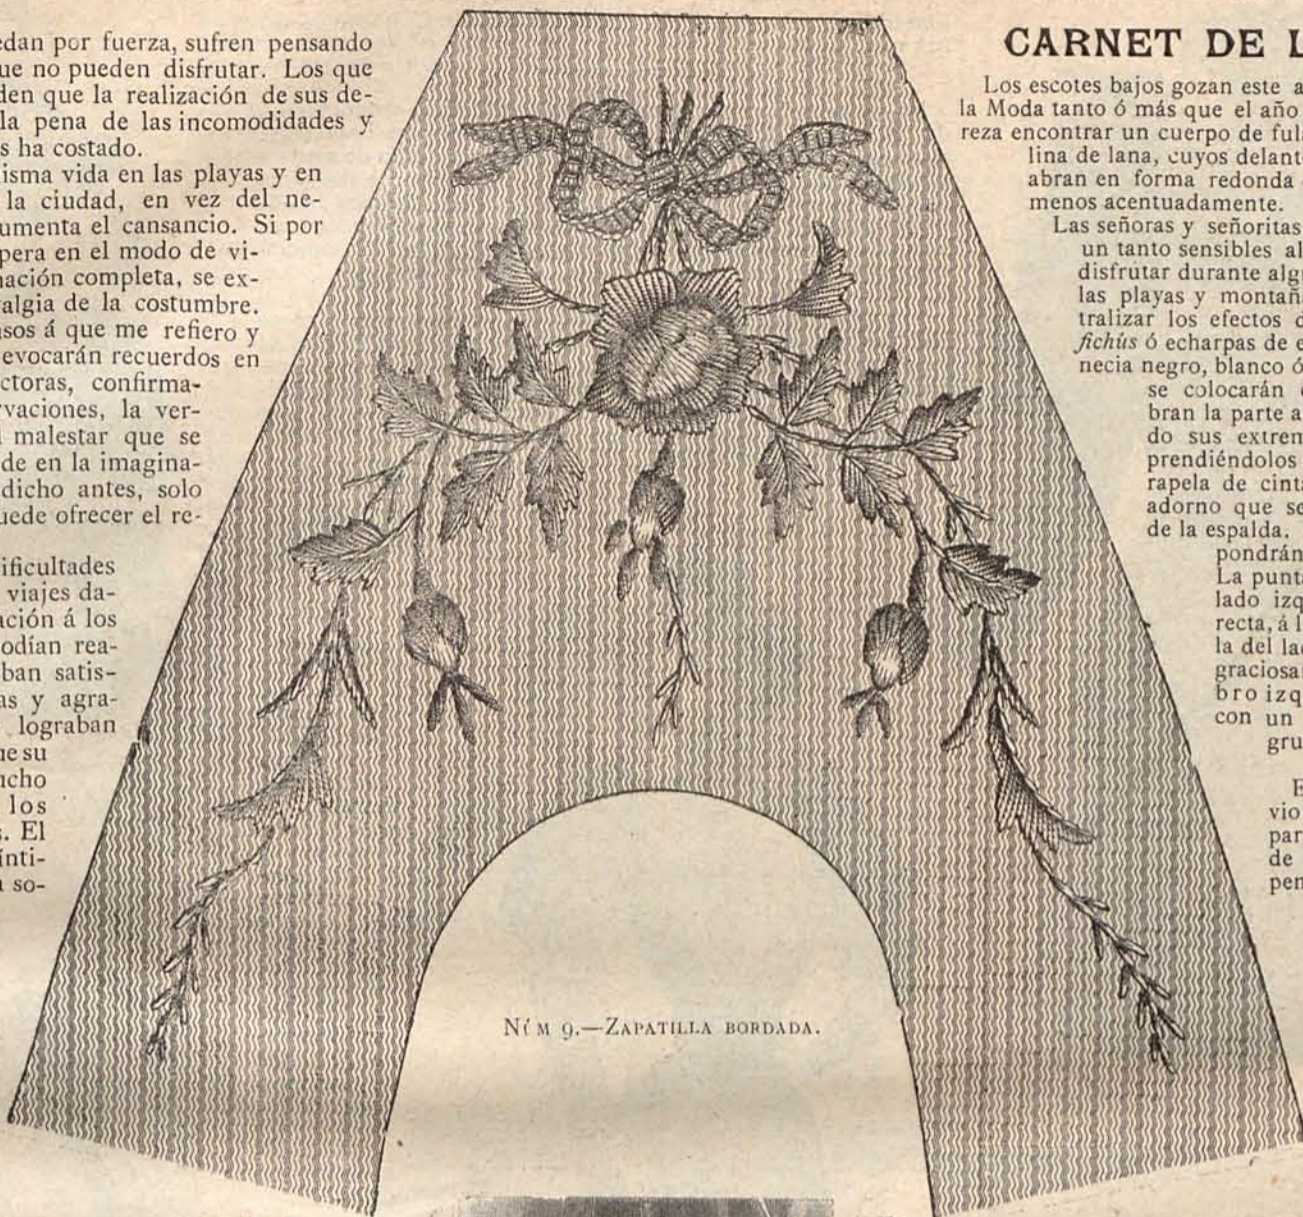 edan por fuerza, sufren pensando
ue no pueden disfrutar. Los que
den que la realización de sus de-
la pena de las incomodidades y
s ha costado.
isma vida en las playas y en
la ciudad, en vez del ne-
umenta el cansancio. Si por
pera en el modo de vi-
nación completa, se ex-
algia de la costumbre.
sos á que me refiero y
evocarán recuerdos en
ctoras, confirma-
rvaciones, la ver-
malestar que se
de en la imagina-
dicho antes, solo
uede ofrecer el re-
ificultades
viajes da-
ación á los
odían rea-
ban satis-
as y agra-
lograban
ue su
ucho
los
s. El
ínti-
so-
NÚM 9.—ZAPATILLA BORDADA.
CARNET DE L
Los escotes bajos gozan este a
la Moda tanto ó más que el año
reza encontrar un cuerpo de ful
lina de lana, cuyos delant
abran en forma redonda
menos acentuadamente.
Las señoras y señoritas
un tanto sensibles al
disfrutar durante alg
las playas y montañ
tralizar los efectos d
fichús ó echarpas de e
necia negro, blanco ó
se colocarán
bran la parte a
do sus extrem
prendiéndolos
rapela de cint
adorno que se
de la espalda.
pondrán
La punt
lado izq
recta, á l
la del lad
graciosa
bro izq
con un
gru
E
vio
par
de
pen